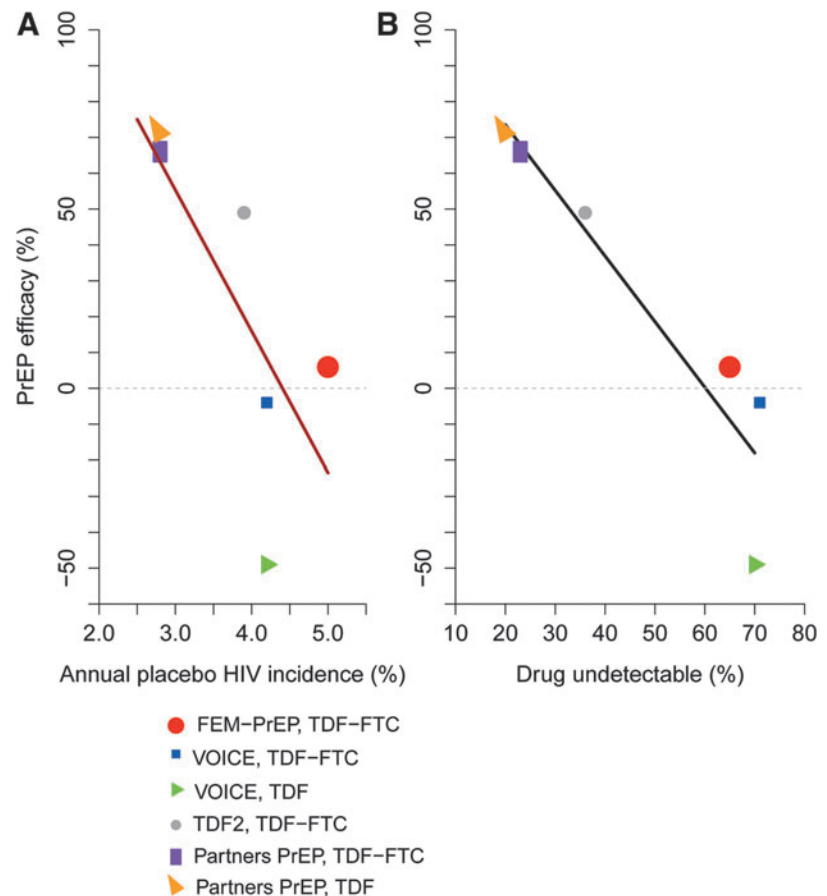 A
B
100
50
0
−50
PrEP efficacy (%)
2.0 3.0 4.0 5.0
Annual placebo HIV incidence (%)
100
50
0
−50
10 20 30 40 50 60 70 80
Drug undetectable (%)
FEM−PrEP, TDF−FTC
VOICE, TDF−FTC
VOICE, TDF
TDF2, TDF−FTC
Partners PrEP, TDF−FTC
Partners PrEP, TDF